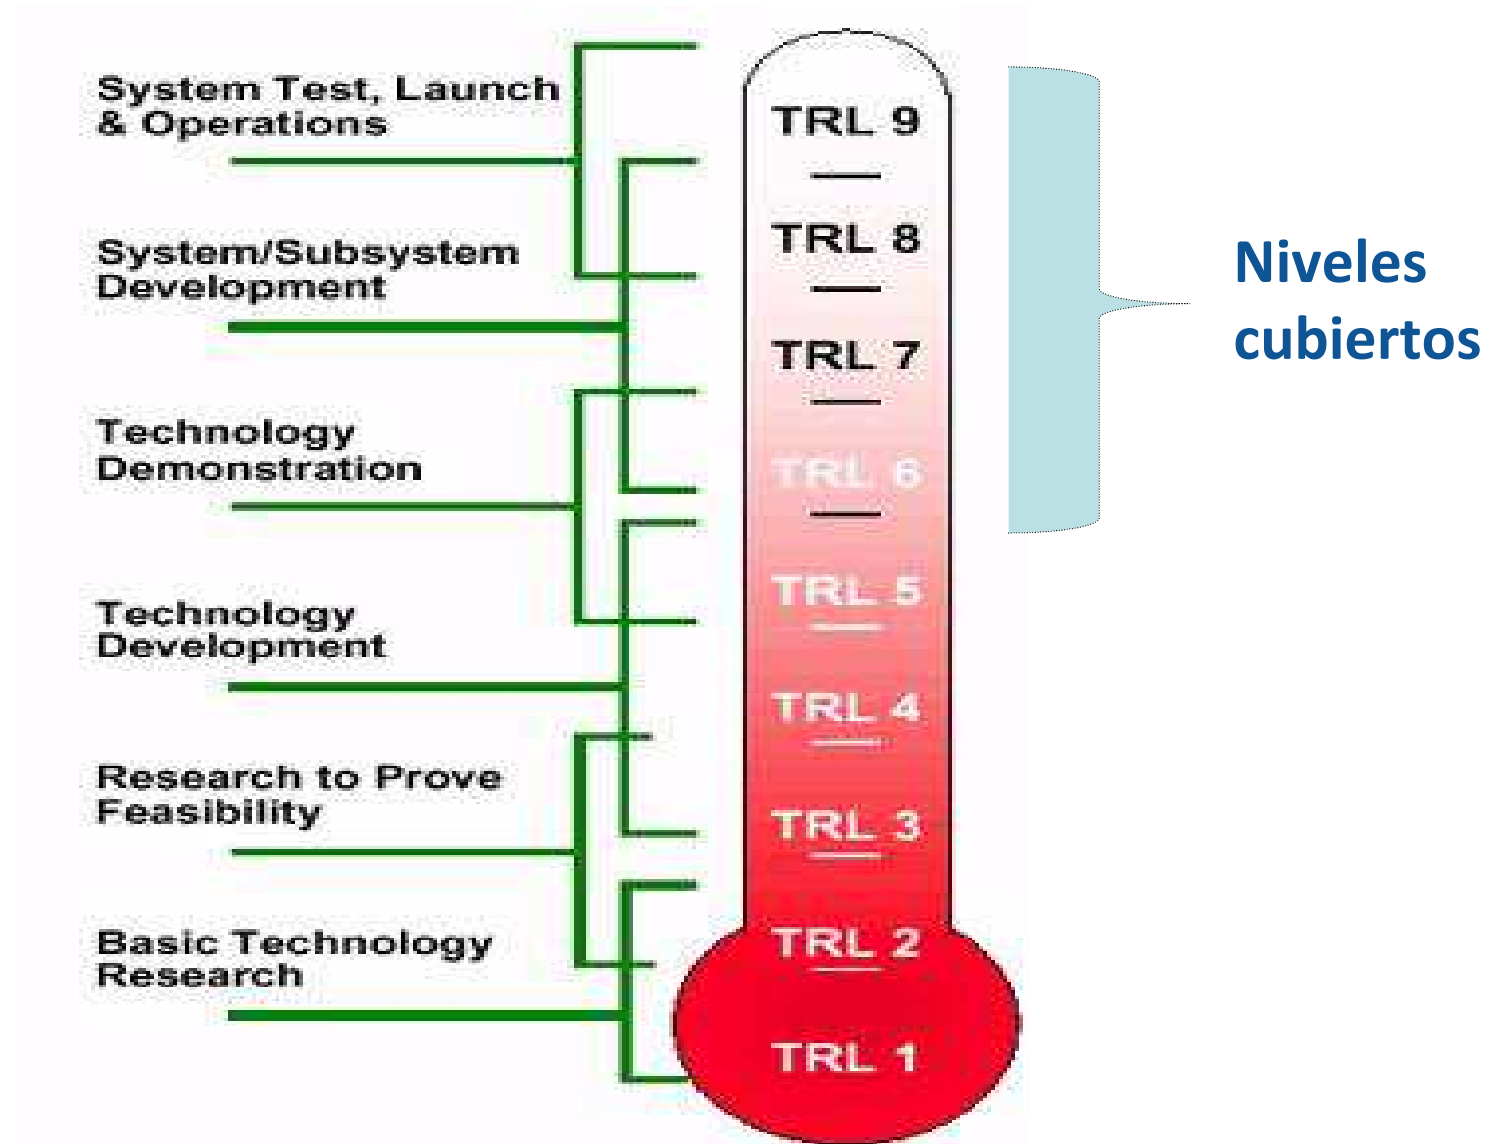 System Test, Launch
& Operations
System/Subsystem
Development
Technology
Demonstration
Technology
Development
Research to Prove
Feasibility
Basic Technology
Research
TRL 9
TRL 8
TRL 7
TRL 6
TRL 5
TRL 4
TRL 3
TRL 2
TRL 1
Niveles
cubiertos